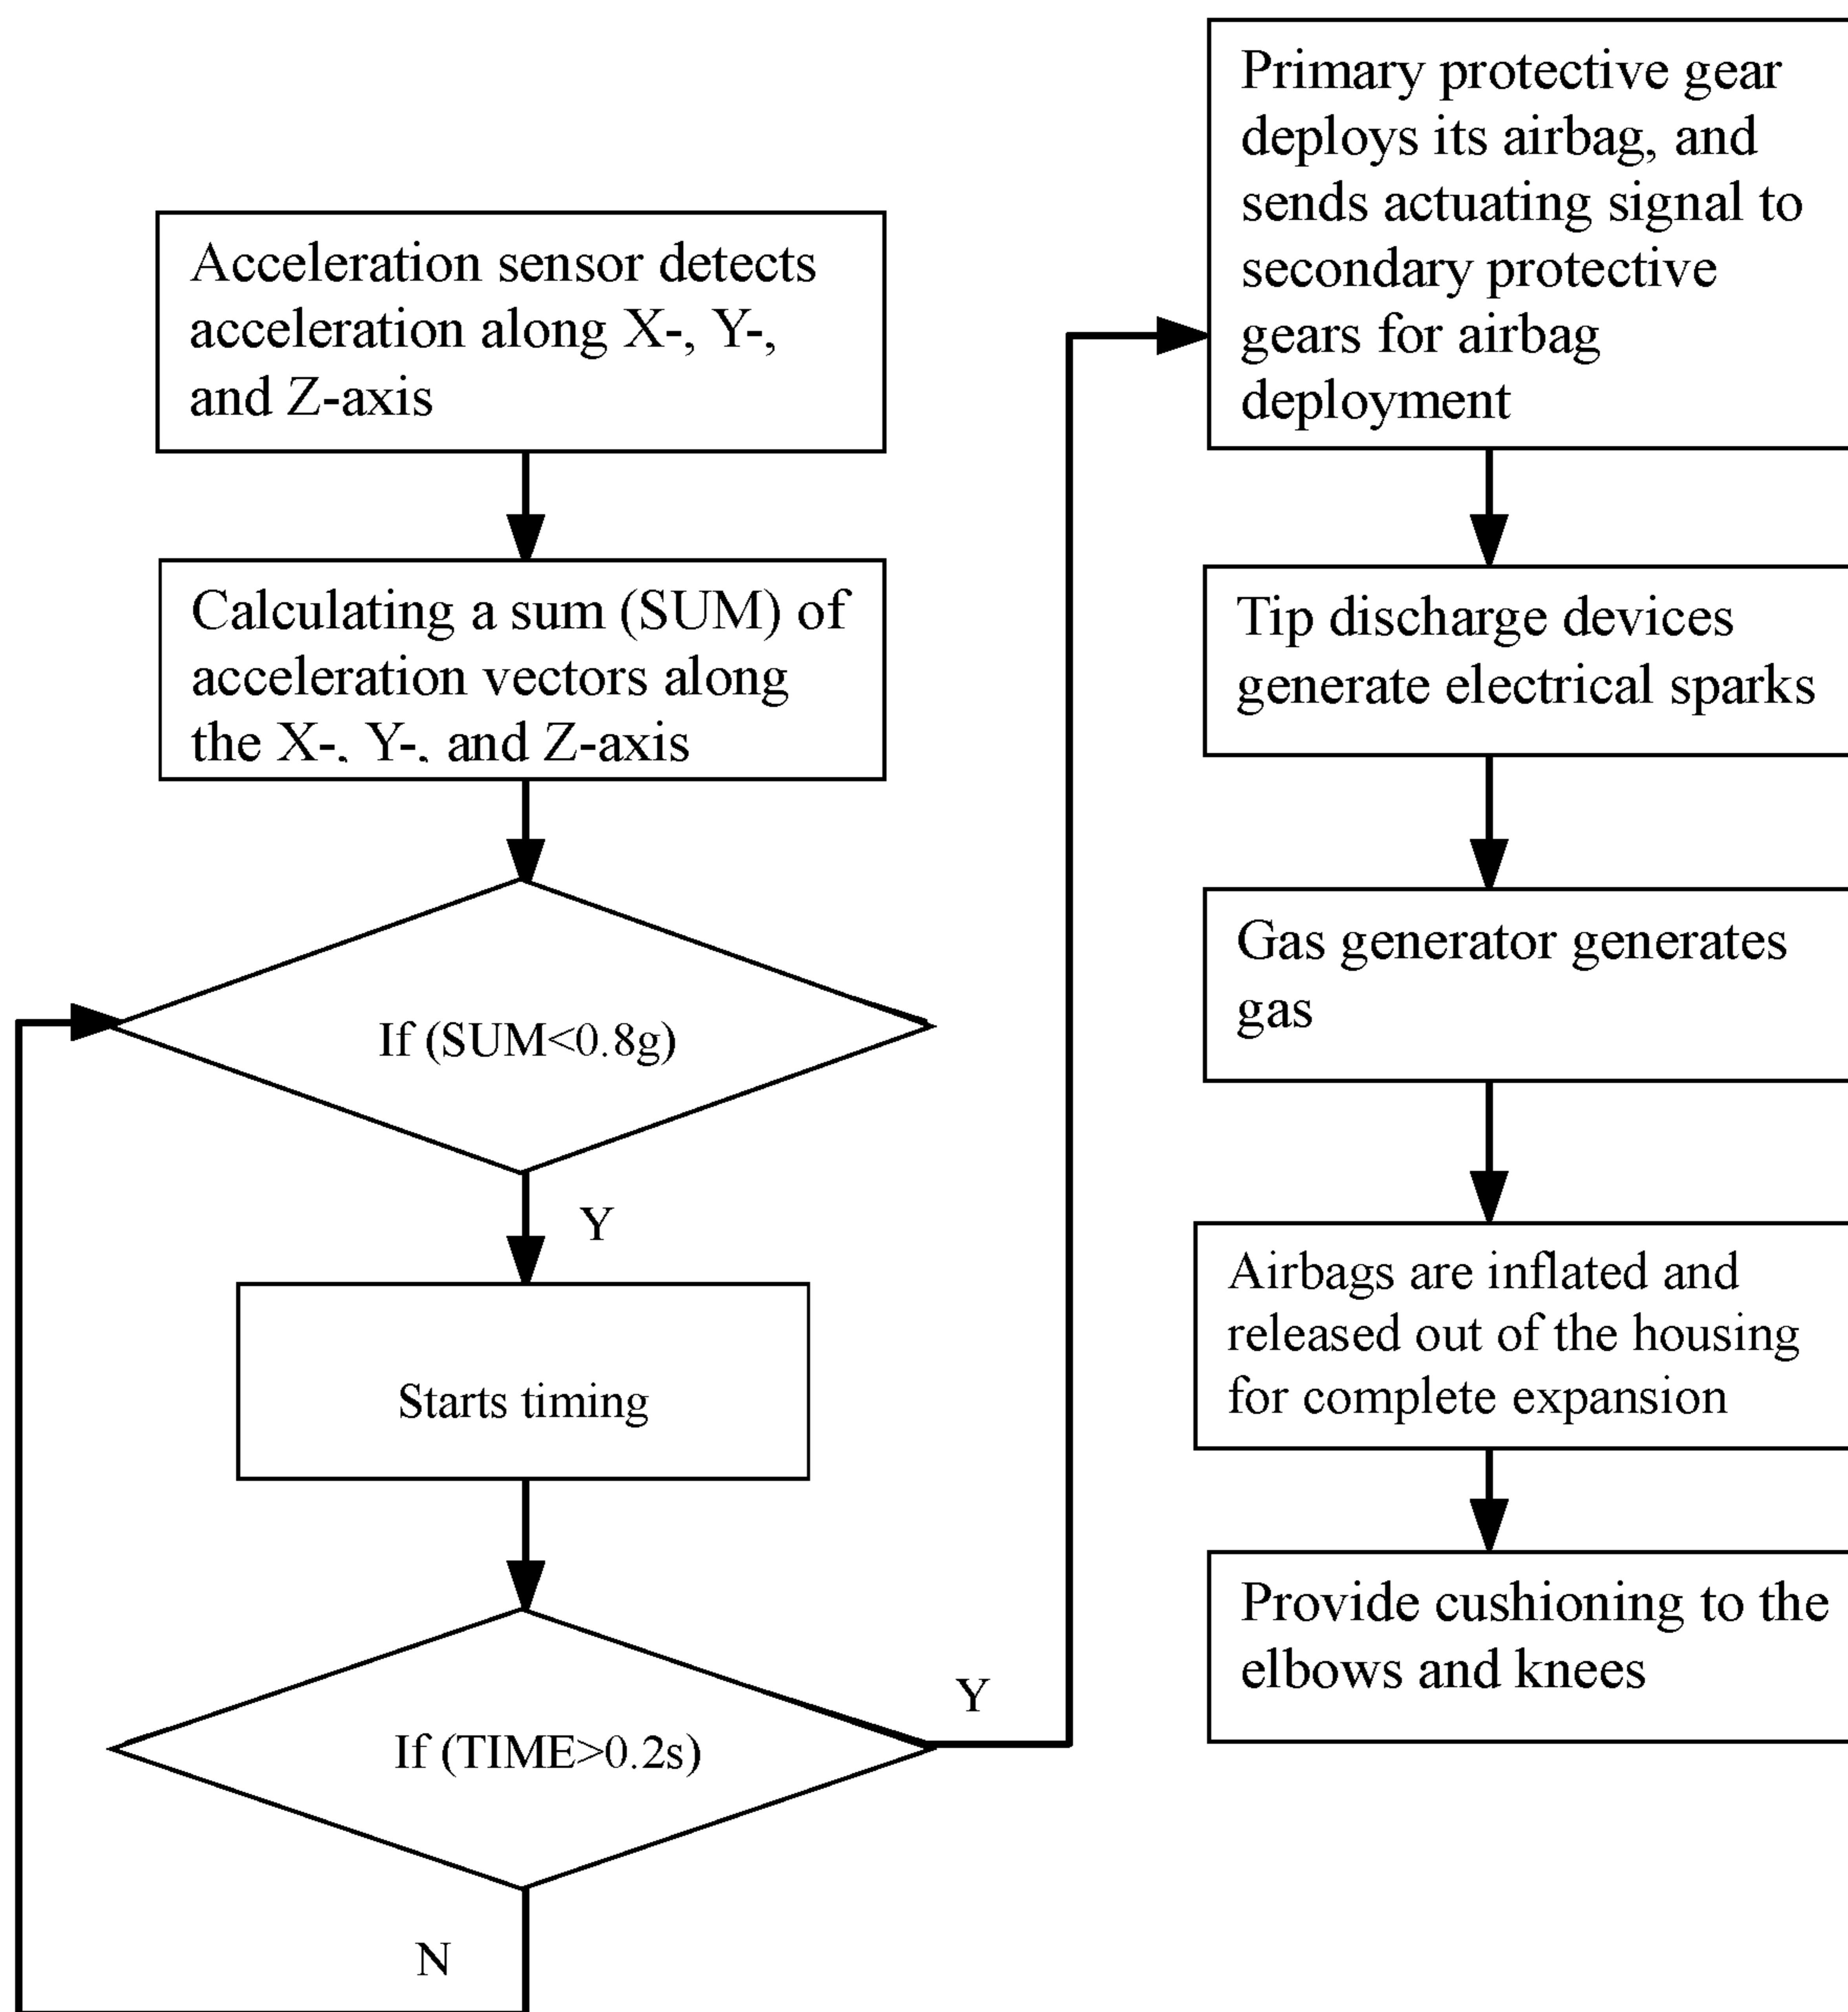 Acceleration sensor detects
acceleration along X-, Y-,
and Z-axis
Calculating a sum (SUM) of
acceleration vectors along
the X-, Y-, and Z-axis
If (SUM<0.8g)
Y
Starts timing
If (TIME>0.2s)
Y
N
Primary protective gear
deploys its airbag, and
sends actuating signal to
secondary protective
gears for airbag
deployment
Tip discharge devices
generate electrical sparks
Gas generator generates
gas
Airbags are inflated and
released out of the housing
for complete expansion
Provide cushioning to the
elbows and knees